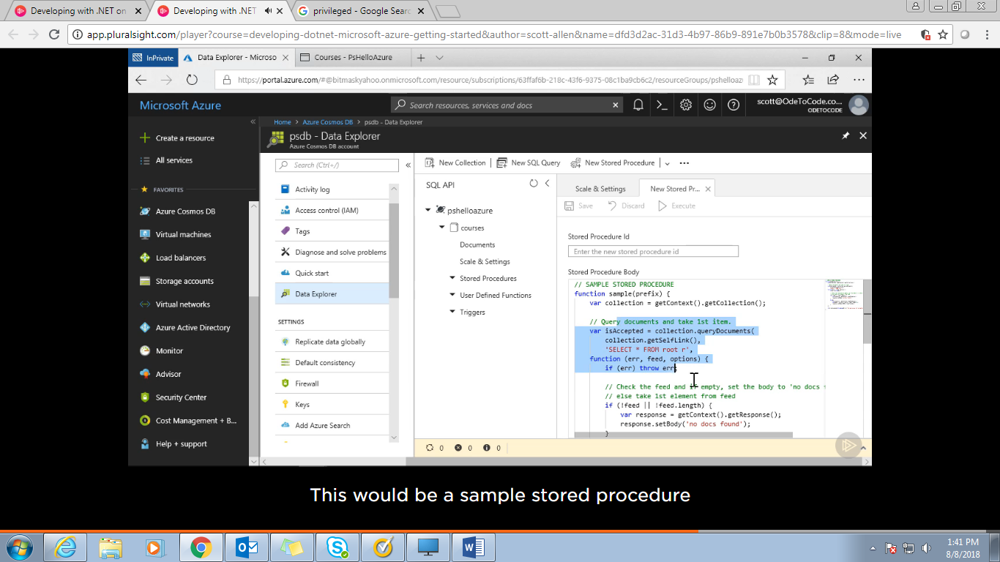 Developing with .NET on
Developing with .NET
privileged - Google Sear
app.pluralsight.com/player?course=developing-dotnet-microsoft-azure-getting-started&author=scott-allen&name=dfd3d2ac-31d3-4b97-86b9-891e7b0b3578&clip=8&mode=live
InPrivate
Data Explorer - Microso
Courses - PsHelloAzure
https://portal.azure.com/#@bitmaskyahoo.onmicrosoft.com/resource/subscriptions/63ffaf6b-218c-43f6-9375-08c1ba9cb6c2/resourceGroups/pshelloaz
Microsoft Azure
Search resources, services and docs
scott@OdeToCode.co...
ODETOCODE
Home > Azure Cosmos DB > psdb - Data Explorer
psdb - Data Explorer
Azure Cosmos DB account
Create a resource
All services
FAVORITES
Azure Cosmos DB
Virtual machines
Load balancers
Storage accounts
Virtual networks
Azure Active Directory
Monitor
Advisor
Security Center
Cost Management + B...
Help + support
Search (Ctrl+/)
Activity log
Access control (IAM)
Tags
Diagnose and solve problems
Quick start
Data Explorer
SETTINGS
Replicate data globally
Default consistency
Firewall
Keys
Add Azure Search
New Collection
New SQL Query
New Stored Procedure
SQL API
pshelloazure
courses
Documents
Scale & Settings
Stored Procedures
User Defined Functions
Triggers
Scale & Settings
New Stored Pr...
Save
Discard
Execute
Stored Procedure Id
Enter the new stored procedure id
Stored Procedure Body
// SAMPLE STORED PROCEDURE
function sample(prefix) {
var collection = getContext().getCollection();
// Query documents and take 1st item.
var isAccepted = collection.queryDocuments(
collection.getSelfLink(),
'SELECT * FROM root r',
function (err, feed, options) {
if (err) throw err;
// Check the feed and if empty, set the body to 'no docs
// else take 1st element from feed
if (!feed || !feed.length) {
var response = getContext().getResponse();
response.setBody('no docs found');
}
0
0
0
This would be a sample stored procedure
1:41 PM
8/8/2018